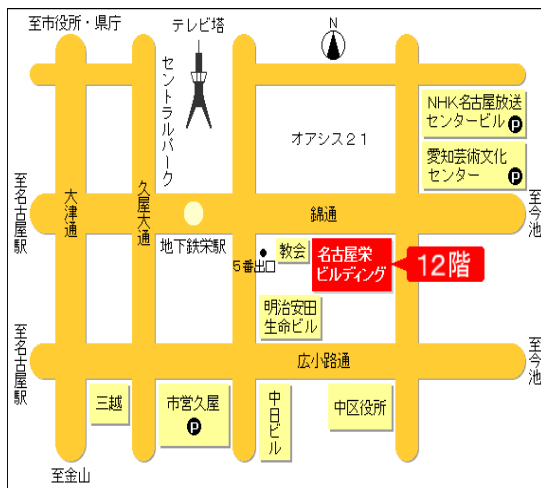 至市役所・県庁
テレビ塔
N
セントラルパーク
NHK名古屋放送
センタービル P
オアシス21
愛知芸術文化
センター P
至名古屋駅
大津通
久屋大通
錦通
至今池
地下鉄栄駅
5番出口
教会
名古屋栄
ビルディング
12階
明治安田
生命ビル
至名古屋駅
広小路通
至今池
三越
市営久屋
P
中日ビル
中区役所
至金山